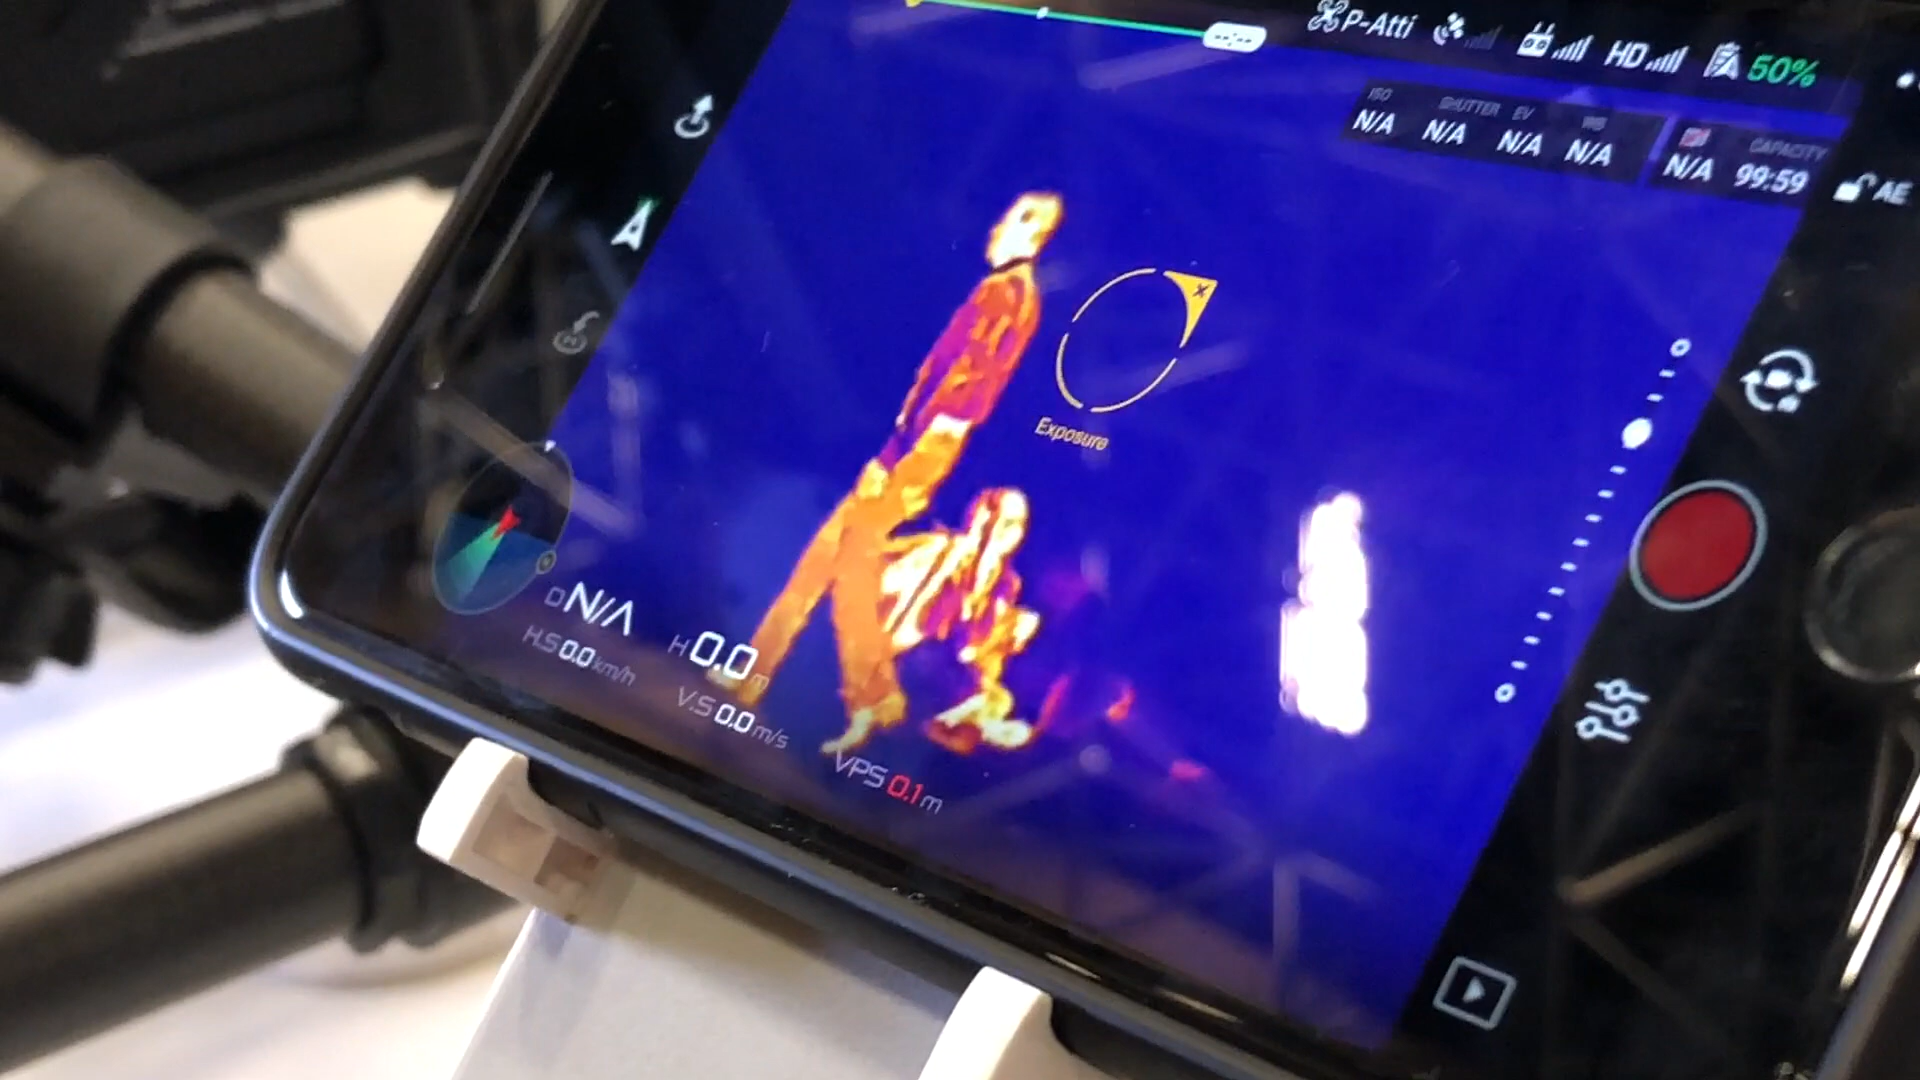 P-Atti HD 50%
ISO SHUTTER EV WB CAPACITY
N/A N/A N/A N/A N/A 99:59
AE
Exposure
D N/A H 0.0 m
H.S 0.0 km/h V.S 0.0 m/s
VPS 0.1 m